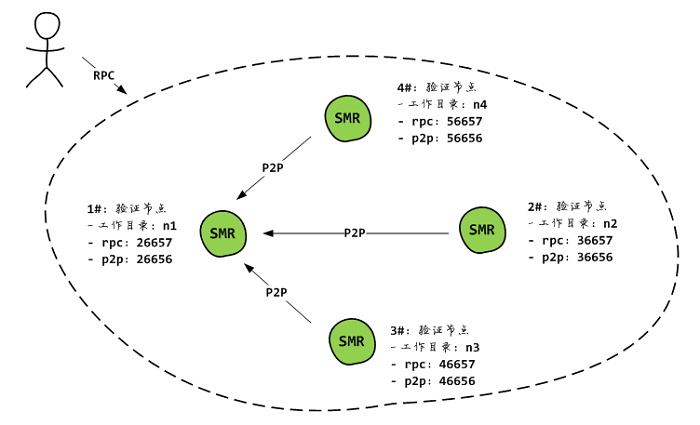 RPC
4#: 验证节点
- 工作目录: n4
- rpc: 56657
- p2p: 56656
SMR
P2P
1#: 验证节点
- 工作目录: n1
- rpc: 26657
- p2p: 26656
SMR
P2P
SMR
2#: 验证节点
- 工作目录: n2
- rpc: 36657
- p2p: 36656
P2P
SMR
3#: 验证节点
- 工作目录: n3
- rpc: 46657
- p2p: 46656